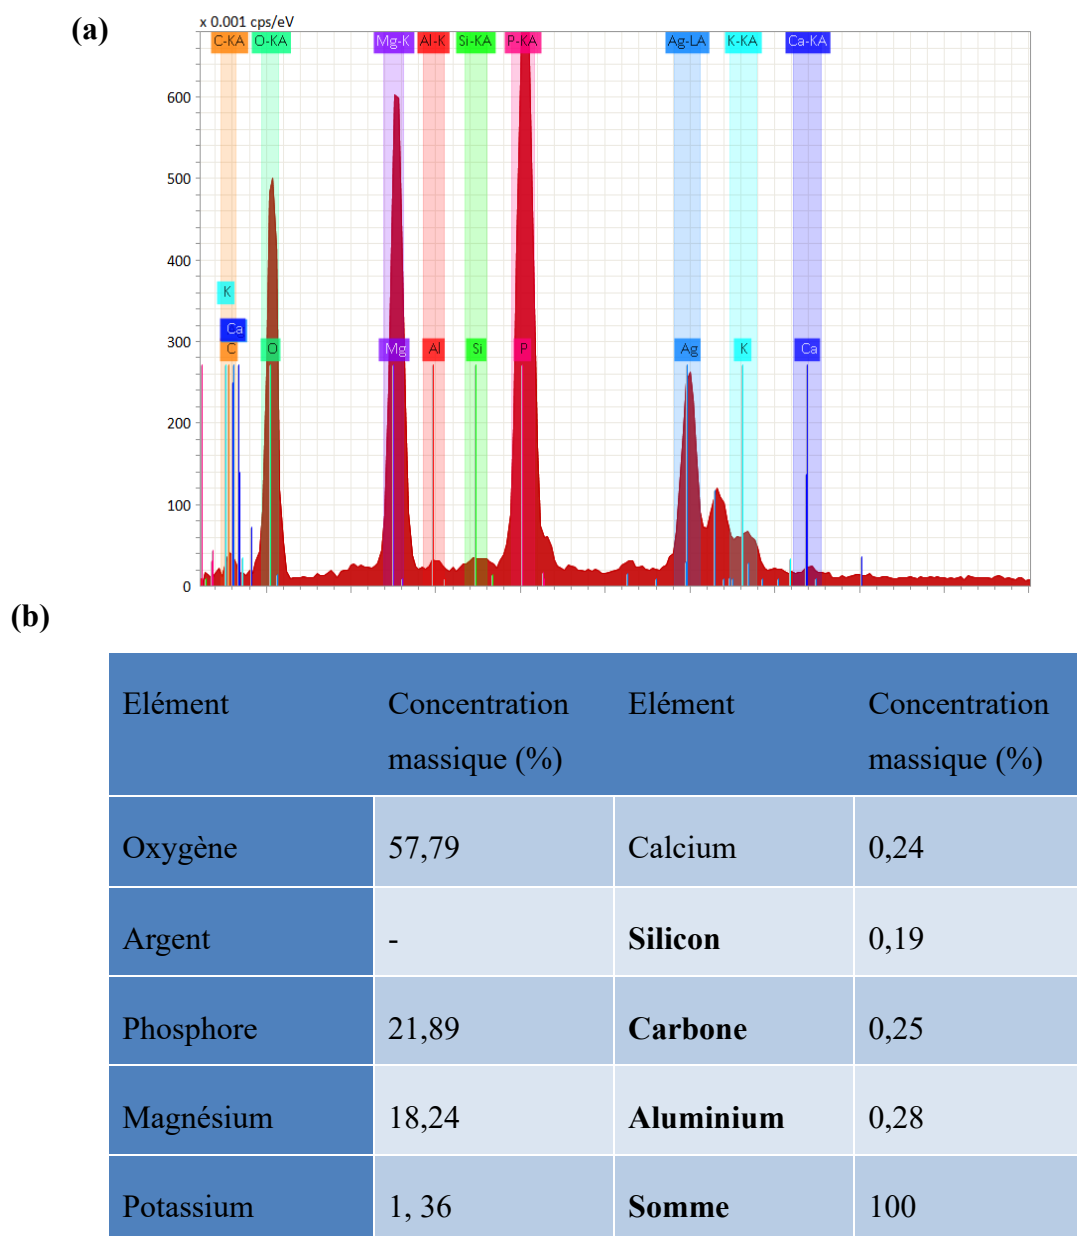 (a)
x 0.001 cps/eV
C-KA O-KA Mg-K Al-K Si-KA P-KA Ag-LA K-KA Ca-KA
600
500
400
K
300
Ca
C O Mg Al Si P Ag K Ca
200
100
0
(b)
Elément Concentration massique (%) Elément Concentration massique (%)
Oxygène 57,79 Calcium 0,24
Argent - Silicon 0,19
Phosphore 21,89 Carbone 0,25
Magnésium 18,24 Aluminium 0,28
Potassium 1, 36 Somme 100